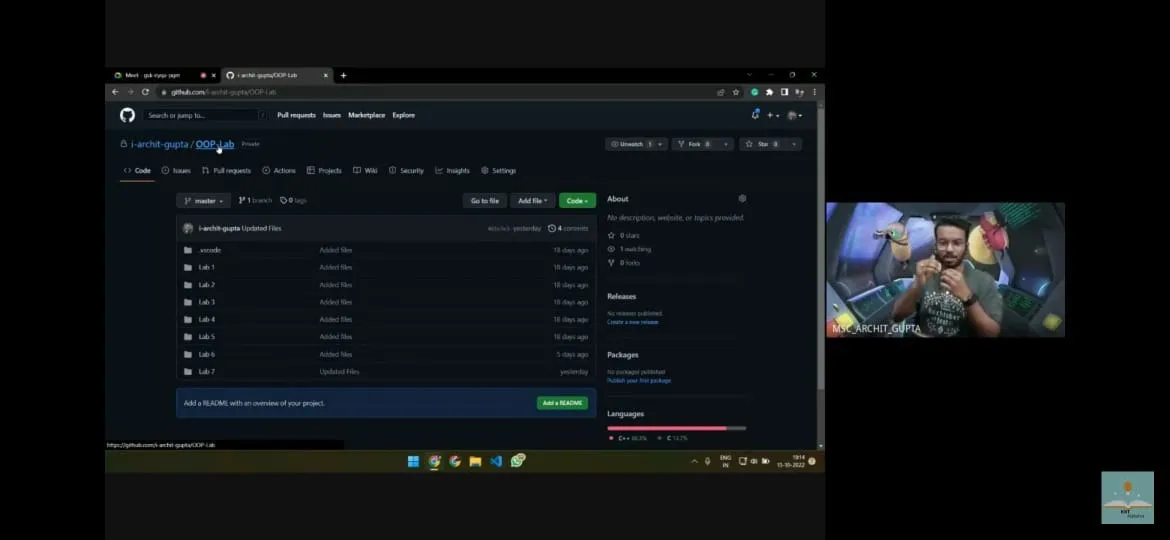 Meet - gsk-eyqx-pgm
i-archit-gupta/OOP-Lab
github.com/i-archit-gupta/OOP-Lab
Search or jump to...
/
Pull requests
Issues
Marketplace
Explore
i-archit-gupta / OOP-Lab
Private
Unwatch 1
Fork 0
Star 0
Code
Issues
Pull requests
Actions
Projects
Wiki
Security
Insights
Settings
master
1 branch
0 tags
Go to file
Add file
Code
i-archit-gupta Updated Files
yesterday
4 commits
.vscode Added files 18 days ago
Lab 1 Added files 18 days ago
Lab 2 Added files 18 days ago
Lab 3 Added files 18 days ago
Lab 4 Added files 18 days ago
Lab 5 Added files 18 days ago
Lab 6 Added files 5 days ago
Lab 7 Updated Files yesterday
Add a README with an overview of your project.
Add a README
About
No description, website, or topics provided.
0 stars
1 watching
0 forks
Releases
No releases published
Create a new release
Packages
No packages published
Publish your first package
Languages
C++
C 13.7%
https://github.com/i-archit-gupta/OOP-Lab
ENG
IN
19:14
MSC_ARCHIT_GUPTA